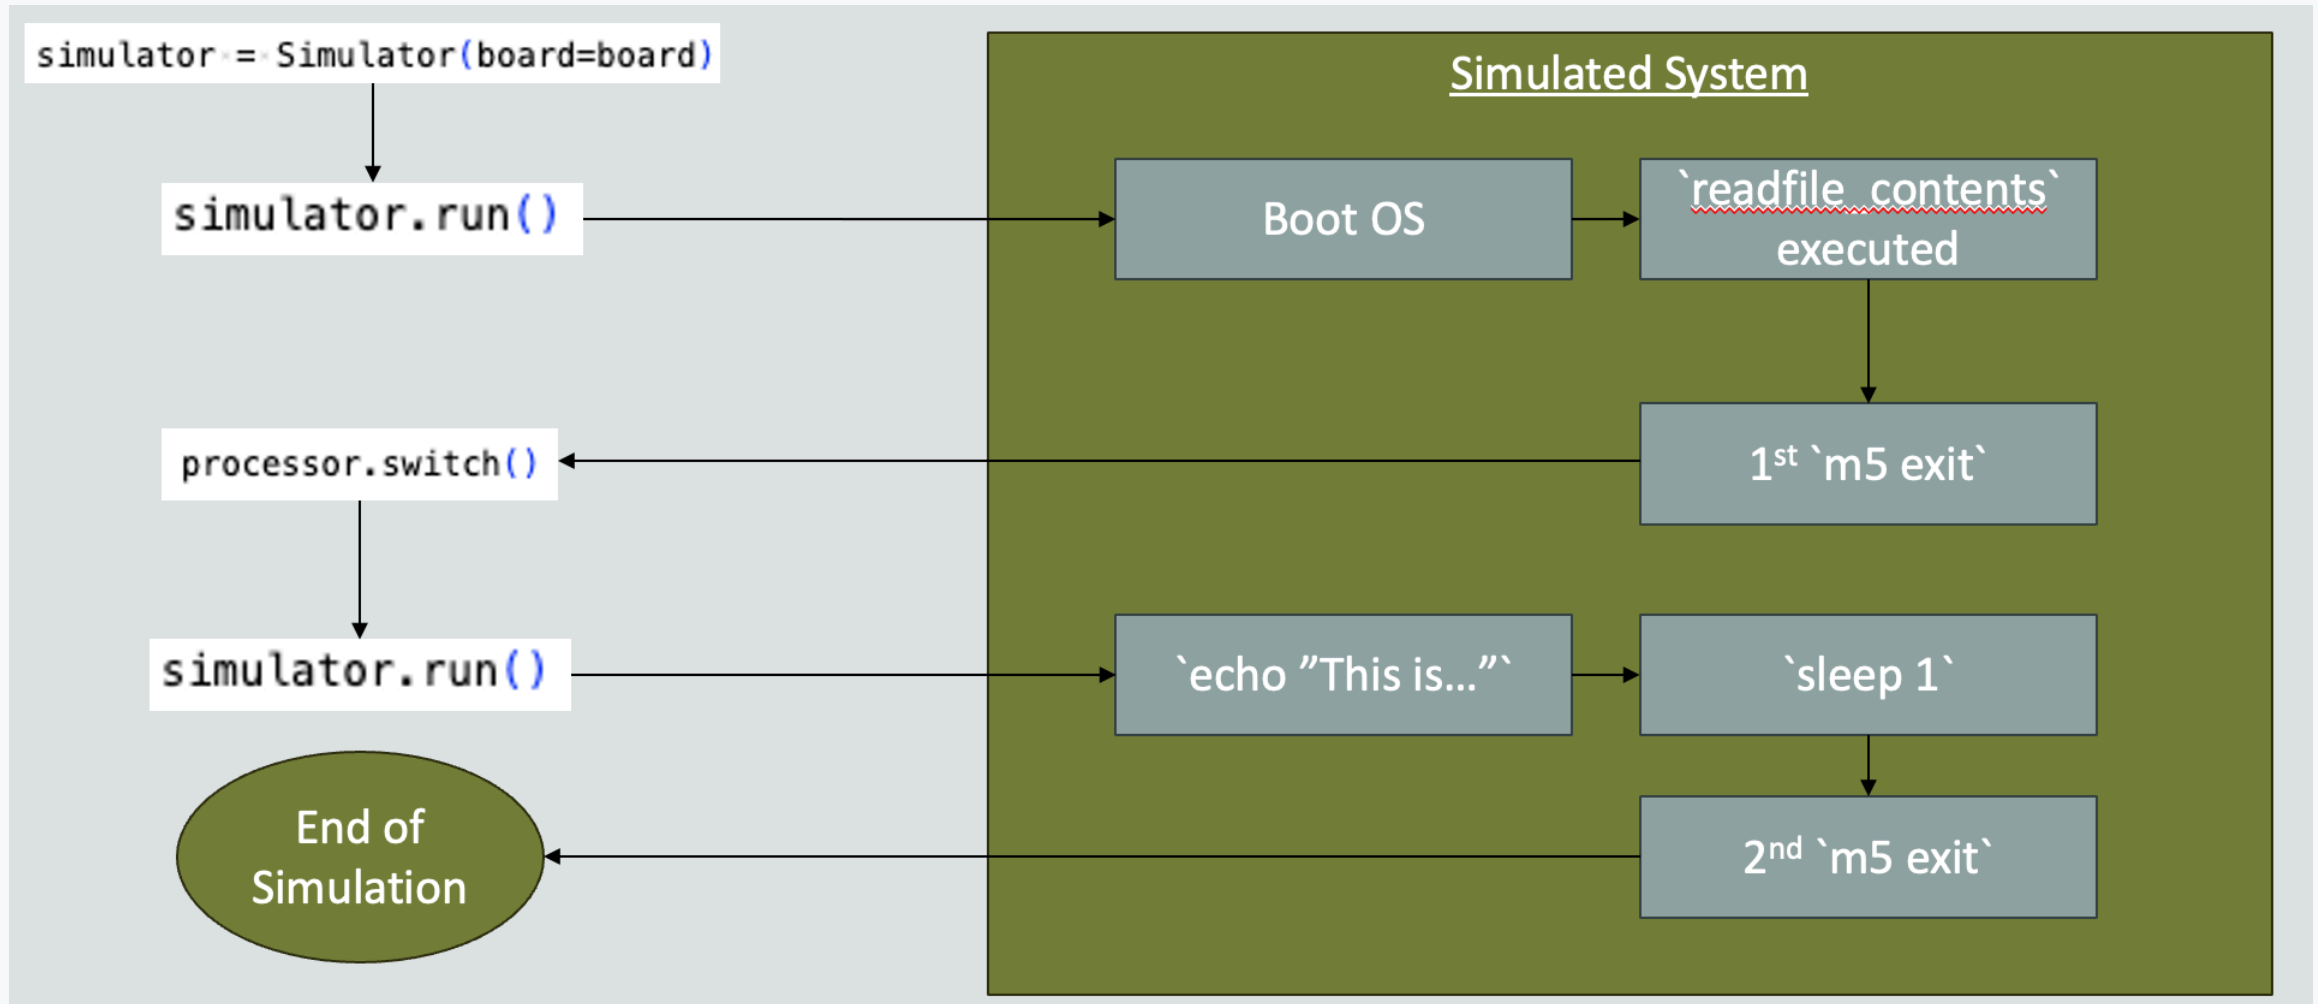 simulator = Simulator(board=board)
Simulated System
simulator.run()
Boot OS
`readfile_contents`
executed
processor.switch()
1st `m5 exit`
simulator.run()
`echo ”This is...”`
`sleep 1`
End of
Simulation
2nd `m5 exit`